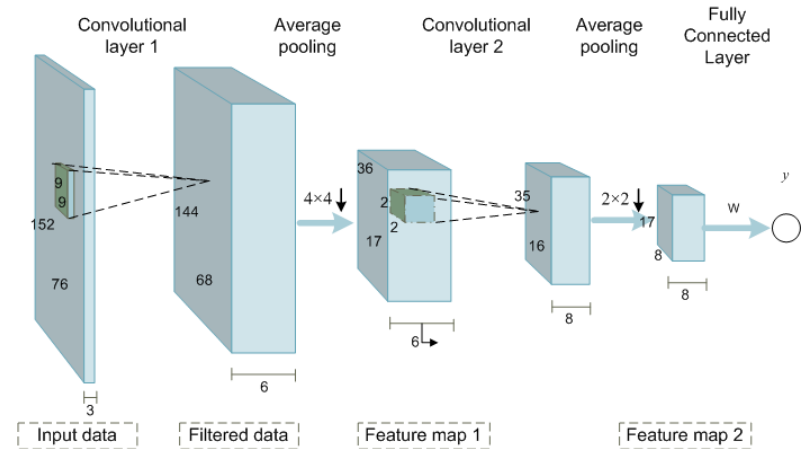 Convolutional
layer 1
Average
pooling
Convolutional
layer 2
Average
pooling
Fully
Connected
Layer
9
9
152
76
3
144
68
6
4×4
36
17
2
2
6
35
16
8
2×2
17
8
8
W
y
Input data
Filtered data
Feature map 1
Feature map 2